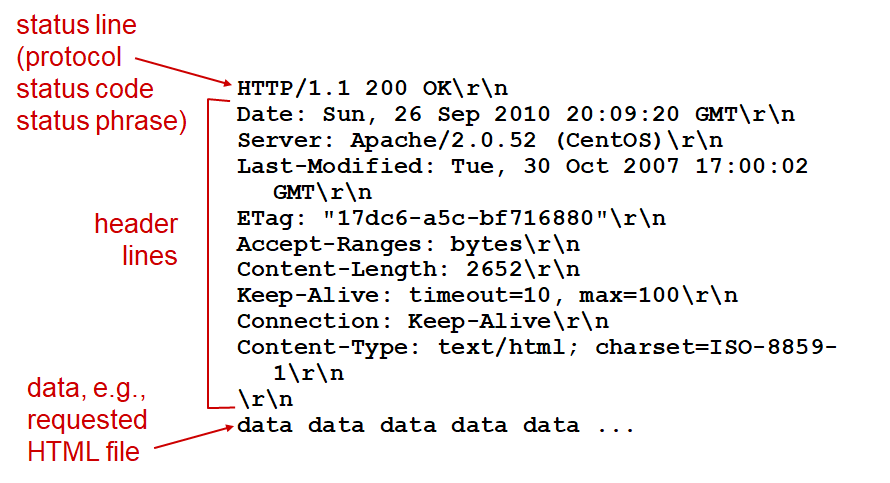 status line
(protocol
status code
status phrase)
HTTP/1.1 200 OK\r\n
Date: Sun, 26 Sep 2010 20:09:20 GMT\r\n
Server: Apache/2.0.52 (CentOS)\r\n
Last-Modified: Tue, 30 Oct 2007 17:00:02
GMT\r\n
ETag: "17dc6-a5c-bf716880"\r\n
Accept-Ranges: bytes\r\n
Content-Length: 2652\r\n
Keep-Alive: timeout=10, max=100\r\n
Connection: Keep-Alive\r\n
Content-Type: text/html; charset=ISO-8859-
1\r\n
\r\n
data data data data data ...
header
lines
data, e.g.,
requested
HTML file